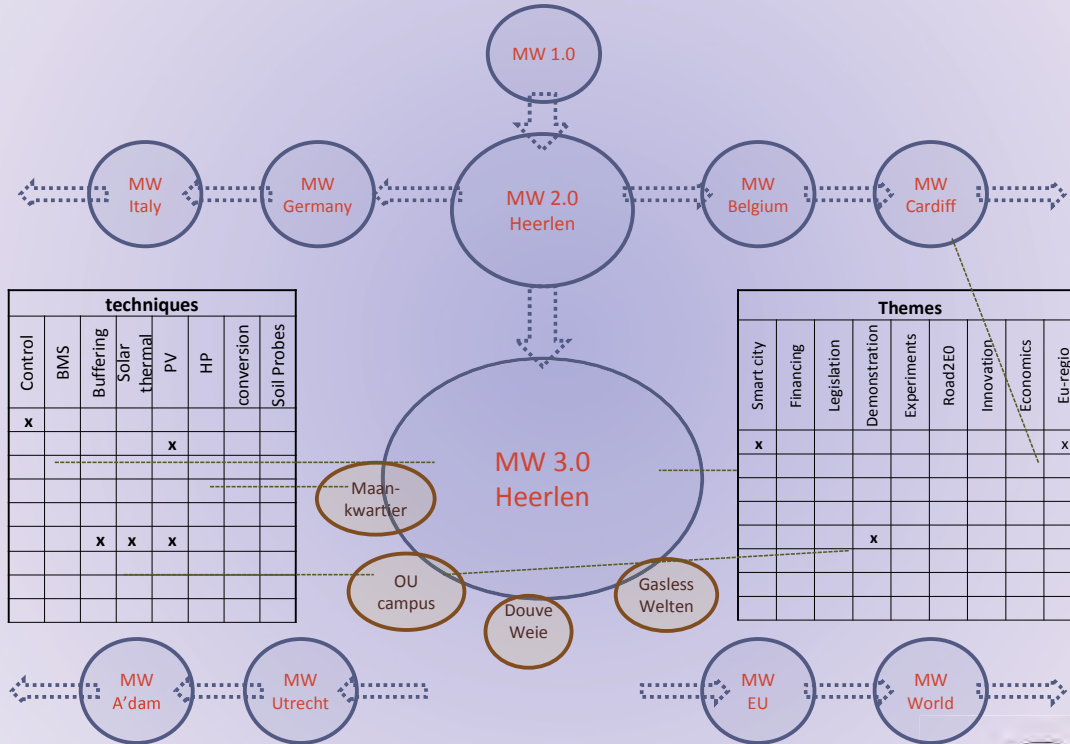 MW 1.0
MW
Italy
MW
Germany
MW 2.0
Heerlen
MW
Belgium
MW
Cardiff
techniques
Control
BMS
Buffering
Solar
thermal
PV
HP
conversion
Soil Probes
x
x
x x x
Themes
Smart city
Financing
Legislation
Demonstration
Experiments
Road2E0
Innovation
Economics
Eu-regio
x x
x
MW 3.0
Heerlen
Maan-
kwartier
OU
campus
Douve
Weie
Gasless
Welten
MW
A'dam
MW
Utrecht
MW
EU
MW
World